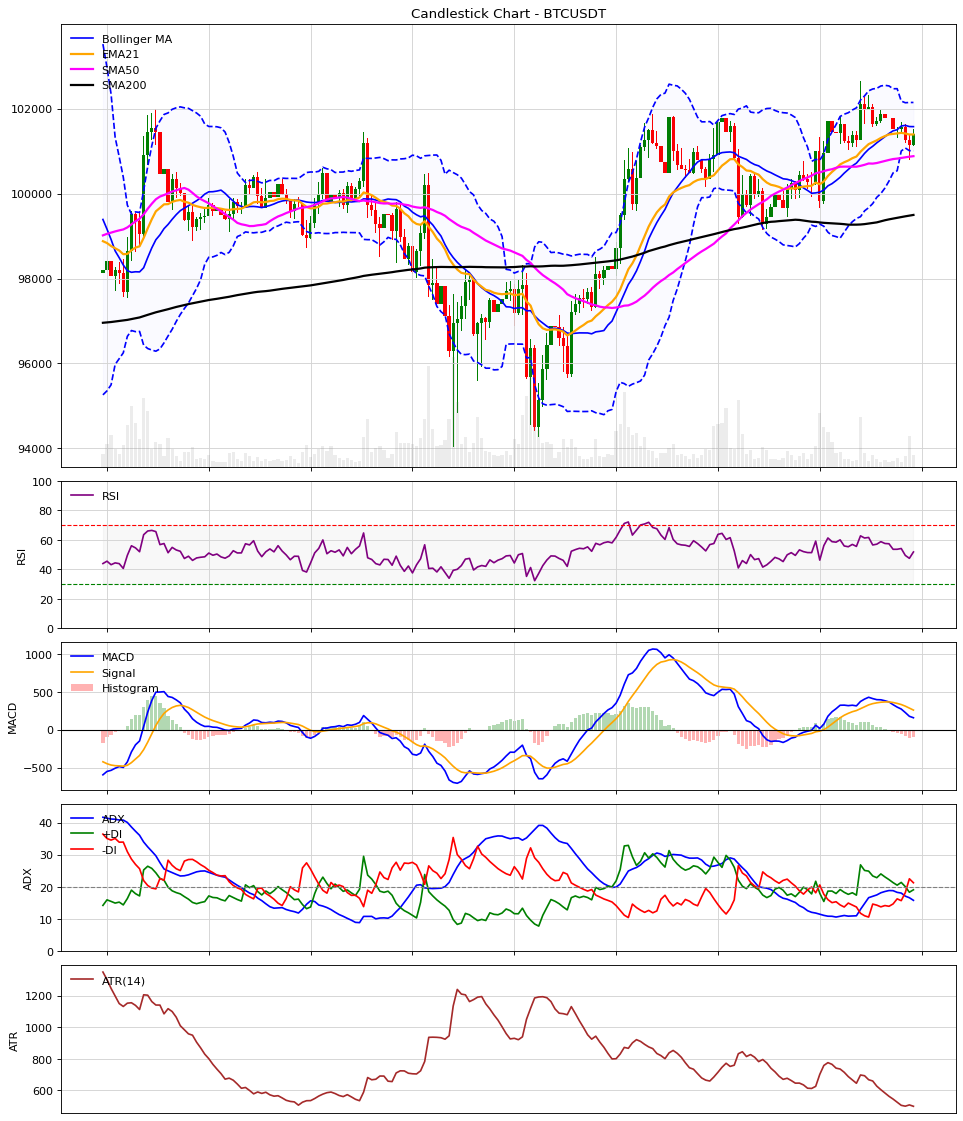 Candlestick Chart - BTCUSDT
Bollinger MA
EMA21
SMA50
SMA200
102000
100000
98000
96000
94000
RSI
100
80
60
40
20
0
RSI
MACD
Signal
Histogram
1000
500
0
−500
MACD
ADX
+DI
-DI
40
30
20
10
0
ADX
ATR(14)
1200
1000
800
600
ATR